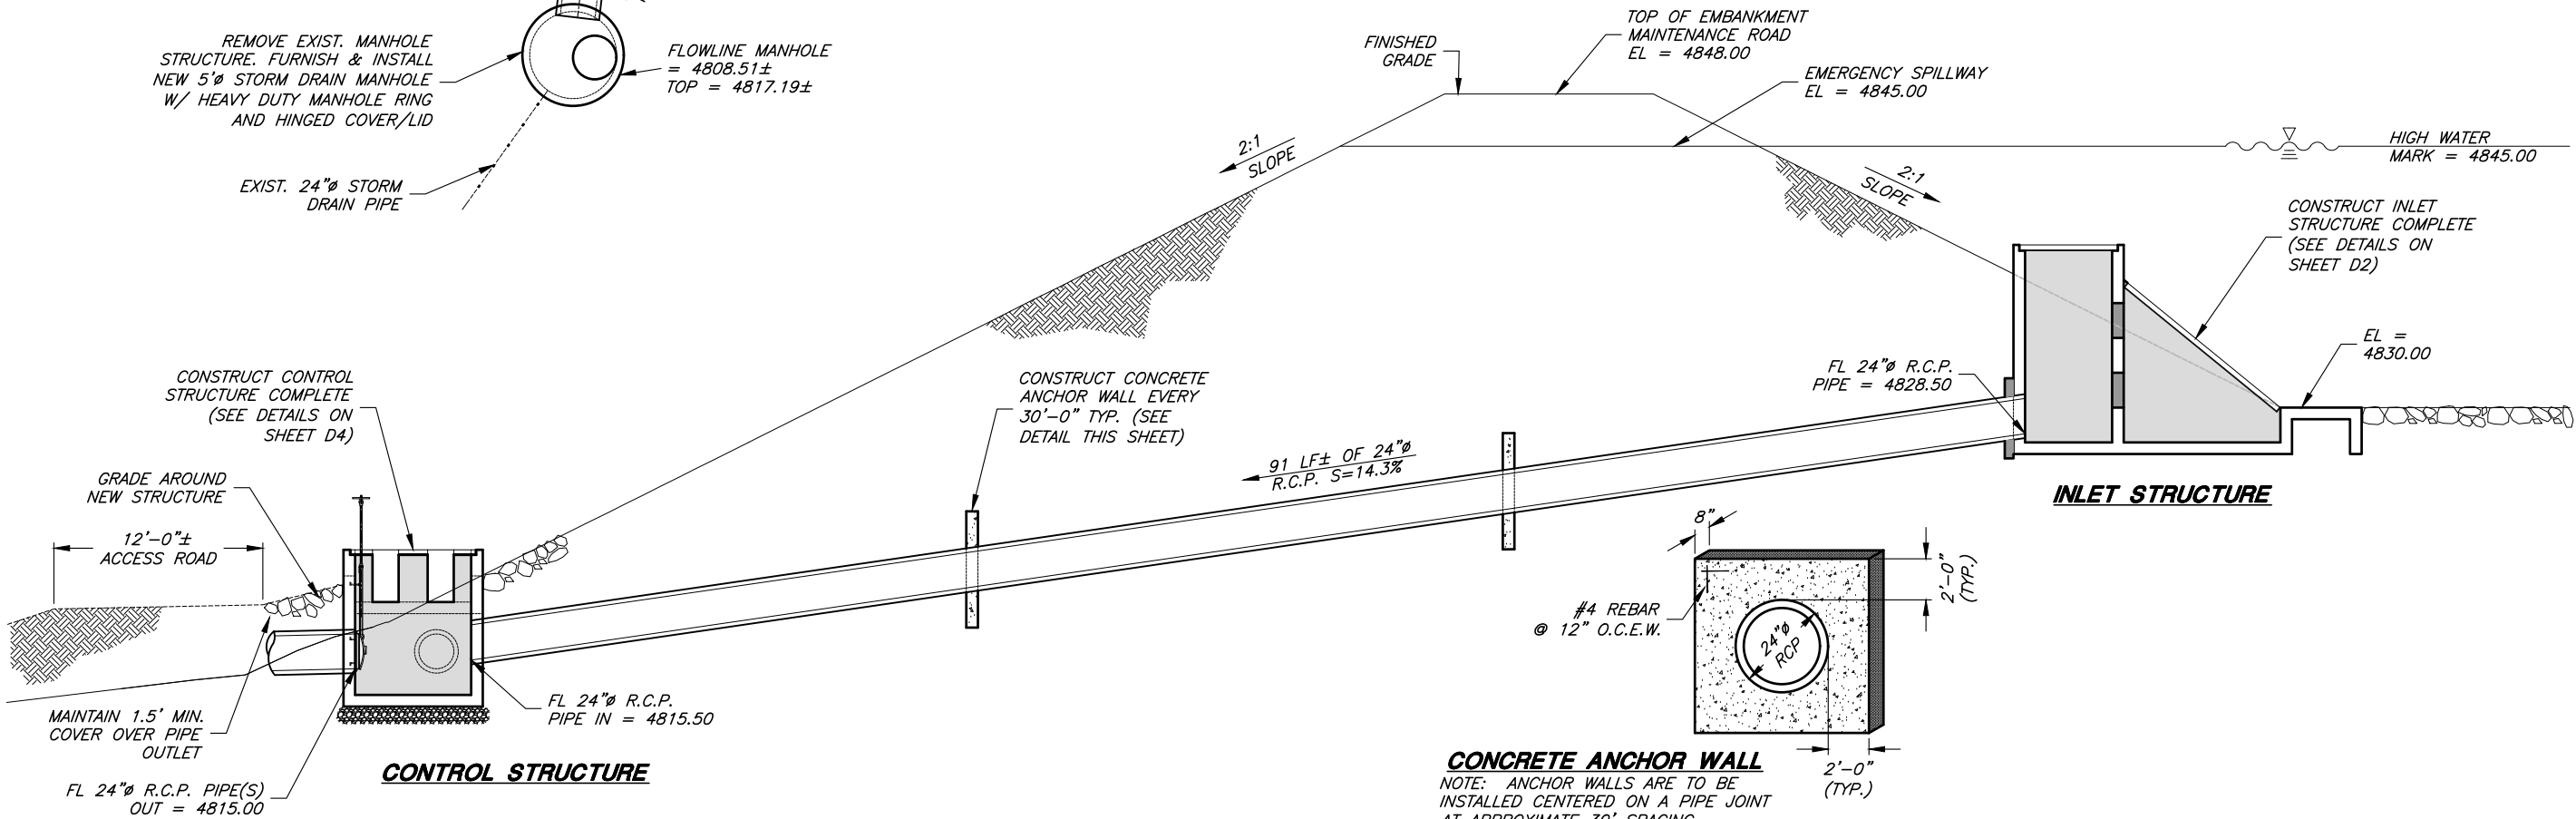 REMOVE EXIST. MANHOLE
STRUCTURE. FURNISH & INSTALL
NEW 5'ø STORM DRAIN MANHOLE
W/ HEAVY DUTY MANHOLE RING
AND HINGED COVER/LID
FLOWLINE MANHOLE
= 4808.51±
TOP = 4817.19±
EXIST. 24"ø STORM
DRAIN PIPE
FINISHED
GRADE
TOP OF EMBANKMENT
MAINTENANCE ROAD
EL = 4848.00
EMERGENCY SPILLWAY
EL = 4845.00
HIGH WATER
MARK = 4845.00
2:1
SLOPE
2:1
SLOPE
CONSTRUCT INLET
STRUCTURE COMPLETE
(SEE DETAILS ON
SHEET D2)
EL =
4830.00
FL 24"ø R.C.P.
PIPE = 4828.50
INLET STRUCTURE
CONSTRUCT CONTROL
STRUCTURE COMPLETE
(SEE DETAILS ON
SHEET D4)
CONSTRUCT CONCRETE
ANCHOR WALL EVERY
30'-0" TYP. (SEE
DETAIL THIS SHEET)
91 LF± OF 24"ø
R.C.P. S=14.3%
GRADE AROUND
NEW STRUCTURE
12'-0"±
ACCESS ROAD
MAINTAIN 1.5' MIN.
COVER OVER PIPE
OUTLET
FL 24"ø R.C.P. PIPE(S)
OUT = 4815.00
FL 24"ø R.C.P.
PIPE IN = 4815.50
CONTROL STRUCTURE
8"
2'-0"
(TYP.)
#4 REBAR
@ 12" O.C.E.W.
24"ø
RCP
2'-0"
(TYP.)
CONCRETE ANCHOR WALL
NOTE: ANCHOR WALLS ARE TO BE
INSTALLED CENTERED ON A PIPE JOINT
AT APPROXIMATE 30' SPACING